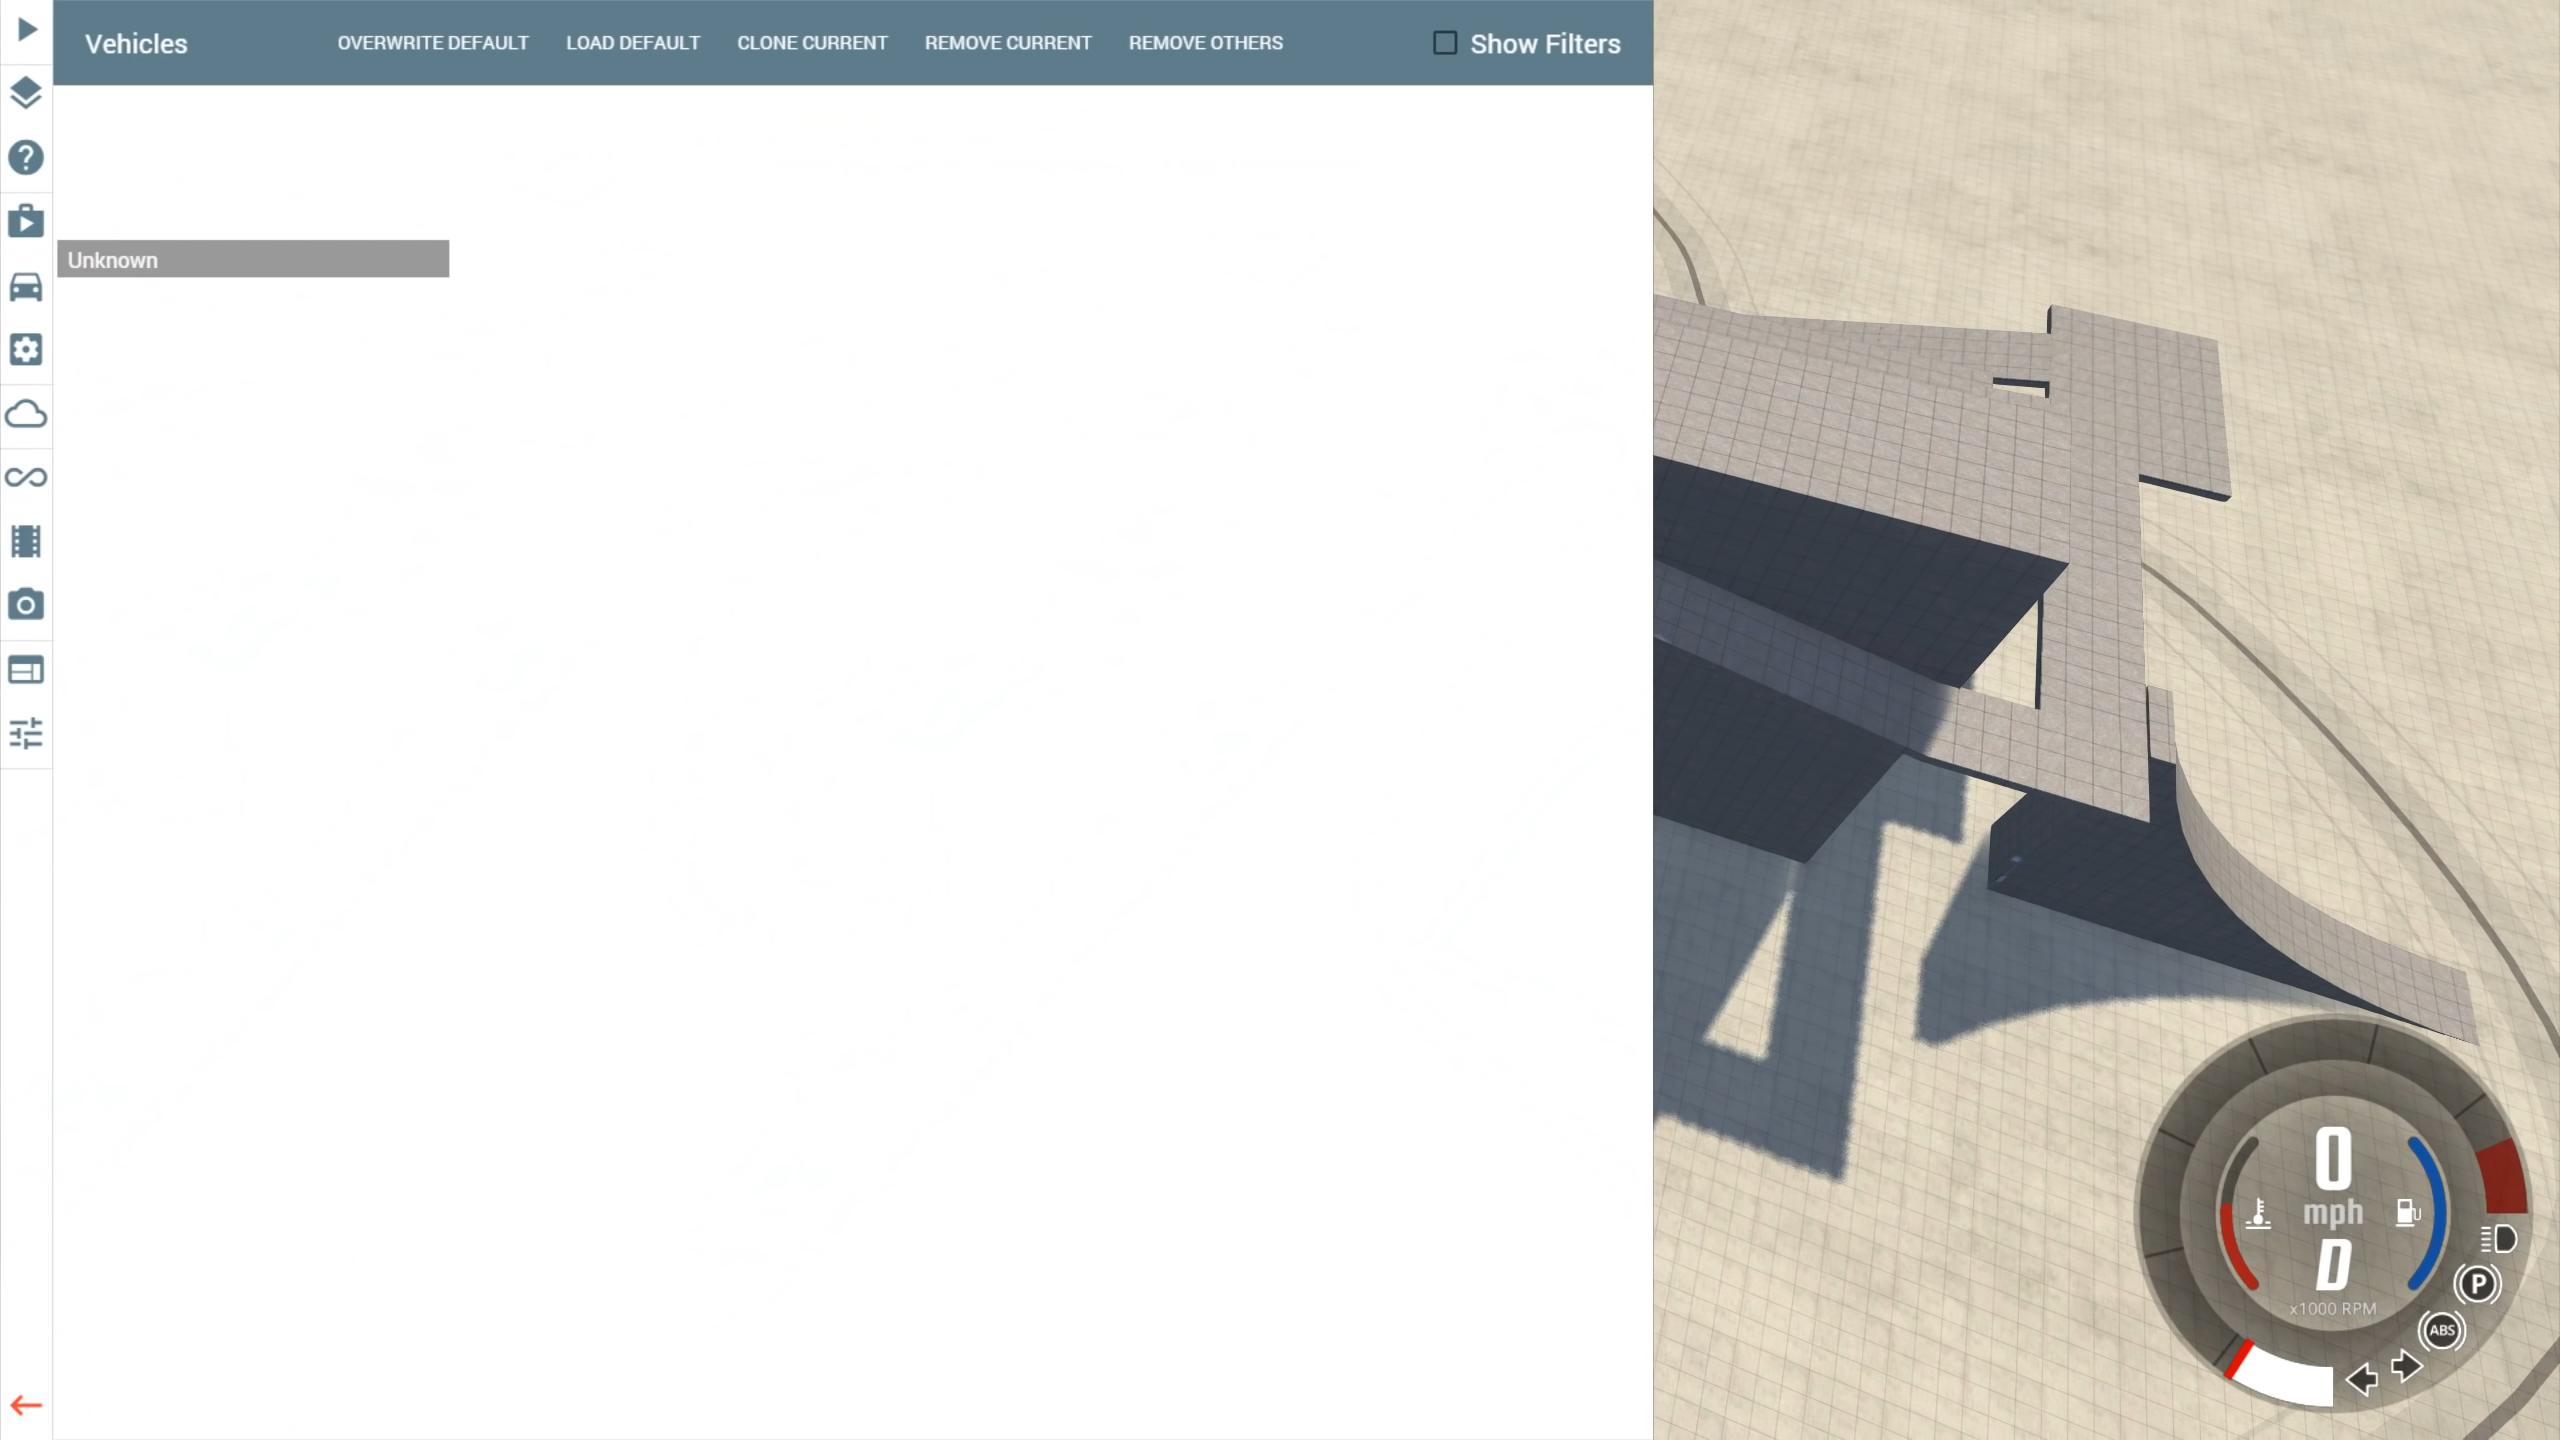 Vehicles
OVERWRITE DEFAULT
LOAD DEFAULT
CLONE CURRENT
REMOVE CURRENT
REMOVE OTHERS
Show Filters
Unknown
0
mph
D
x1000 RPM
P
ABS